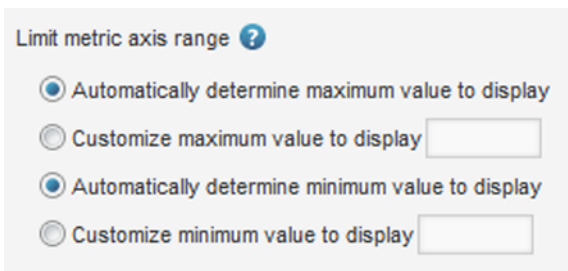 Limit metric axis range ?
Automatically determine maximum value to display
Customize maximum value to display
Automatically determine minimum value to display
Customize minimum value to display